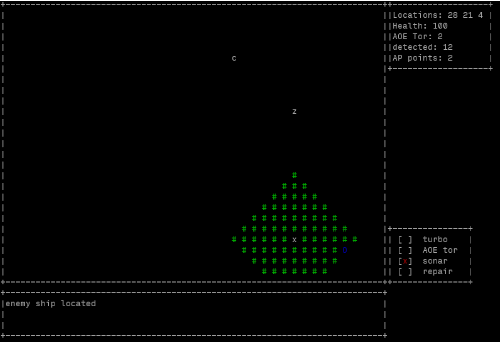 Locations: 28 21 4
Health: 100
AOE Tor: 2
detected: 12
AP points: 2
c
z
#
# # #
# # # # #
# # # # # # #
# # # # # # # # #
# # # # # # # # # # #
# # # # # # x # # # # # #
# # # # # # # # # # O
# # # # # # # # #
# # # # # # #
[ ] turbo
[ ] AOE tor
[x] sonar
[ ] repair
enemy ship located